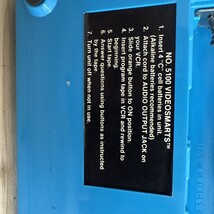 NO. 5100 VIDEOSMARTS™
1. Insert 4 "C" cell batteries in unit.
(Alkaline batteries recommended)
2. Attach cord to AUDIO OUTPUT JACK on
your VCR.
3. Slide orange button to ON position.
4. Insert program tape in VCR and rewind to
beginning.
5. Start tape.
6. Answer questions using buttons as instructed
by the tape.
7. Turn unit off when not in use.